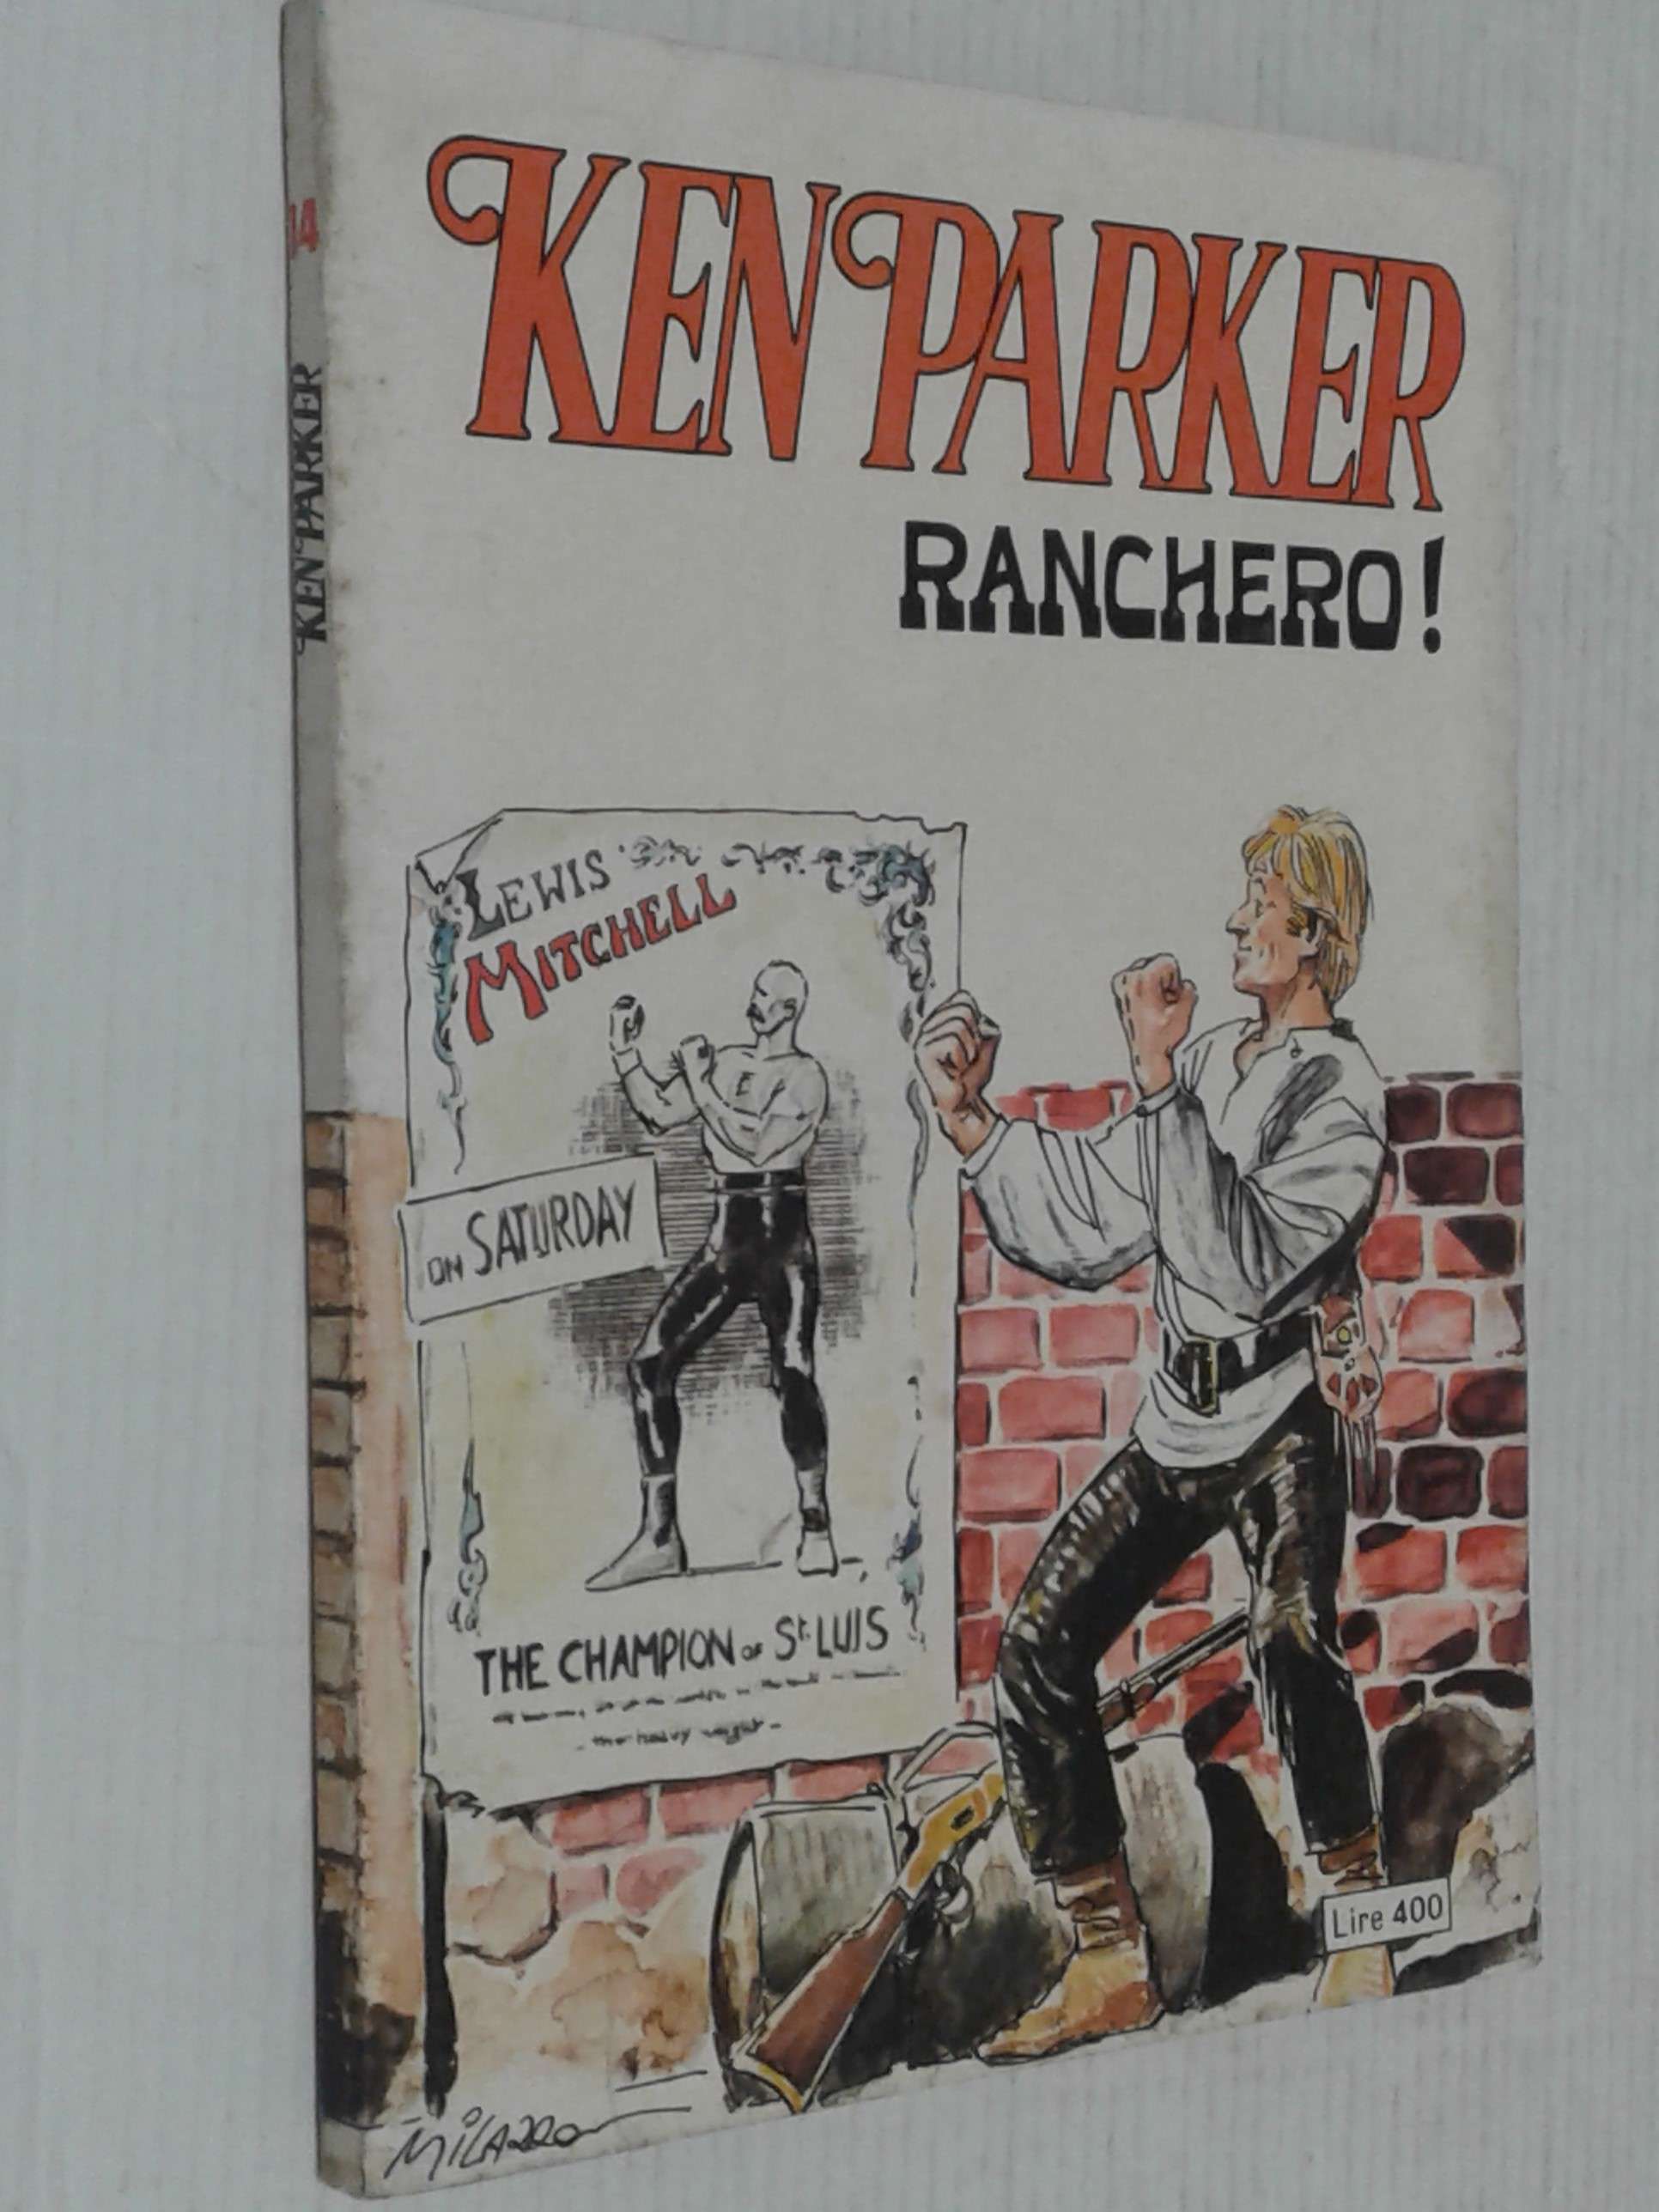 14
KEN PARKER
KEN PARKER
RANCHERO!
LEWIS
MITCHELL
ON SATURDAY
THE CHAMPION OF St. LUIS
Lire 400
MILAZZO